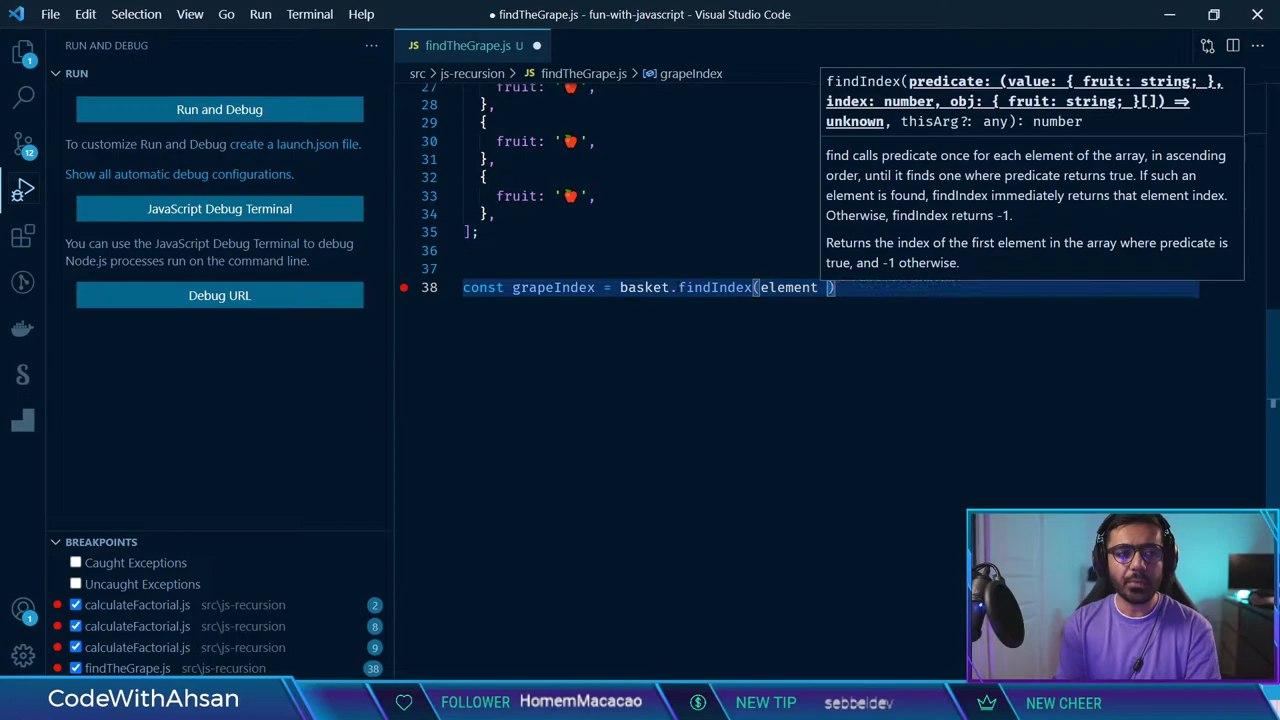 File Edit Selection View Go Run Terminal Help
● findTheGrape.js - fun-with-javascript - Visual Studio Code
RUN AND DEBUG
RUN
Run and Debug
To customize Run and Debug create a launch.json file.
Show all automatic debug configurations.
JavaScript Debug Terminal
You can use the JavaScript Debug Terminal to debug
Node.js processes run on the command line.
Debug URL
BREAKPOINTS
Caught Exceptions
Uncaught Exceptions
calculateFactorial.js src\js-recursion 2
calculateFactorial.js src\js-recursion 8
calculateFactorial.js src\js-recursion 9
findTheGrape.js src\js-recursion 38
1
12
1
JS findTheGrape.js U
src > js-recursion > JS findTheGrape.js > grapeIndex
27 fruit: '🍎',
28 },
29 {
30 fruit: '🍎',
31 },
32 {
33 fruit: '🍎',
34 },
35 ];
36
37
38 const grapeIndex = basket.findIndex(element )
findIndex(predicate: (value: { fruit: string; },
index: number, obj: { fruit: string; }[]) ⇒
unknown, thisArg?: any): number
find calls predicate once for each element of the array, in ascending
order, until it finds one where predicate returns true. If such an
element is found, findIndex immediately returns that element index.
Otherwise, findIndex returns -1.
Returns the index of the first element in the array where predicate is
true, and -1 otherwise.
CodeWithAhsan
FOLLOWER HomemMacacao
NEW TIP sebbeldev
NEW CHEER